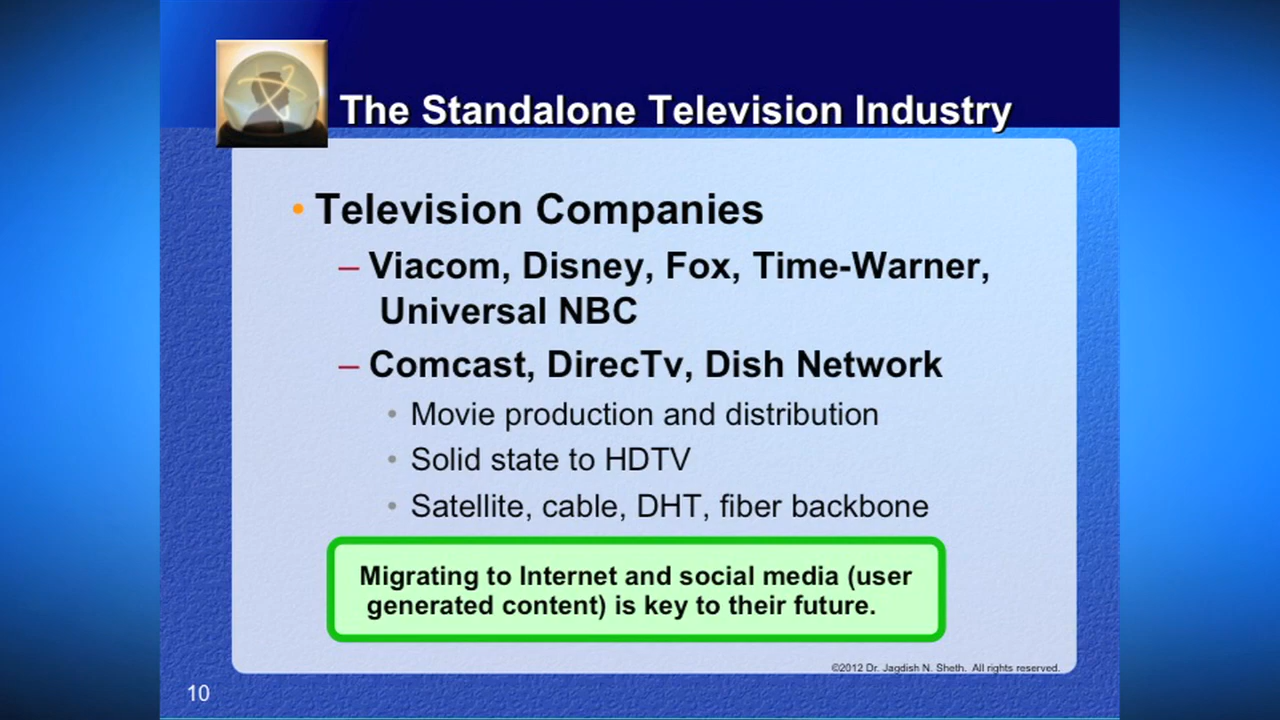 The Standalone Television Industry
• Television Companies
– Viacom, Disney, Fox, Time-Warner,
Universal NBC
– Comcast, DirecTv, Dish Network
• Movie production and distribution
• Solid state to HDTV
• Satellite, cable, DHT, fiber backbone
Migrating to Internet and social media (user
generated content) is key to their future.
©2012 Dr. Jagdish N. Sheth. All rights reserved.
10